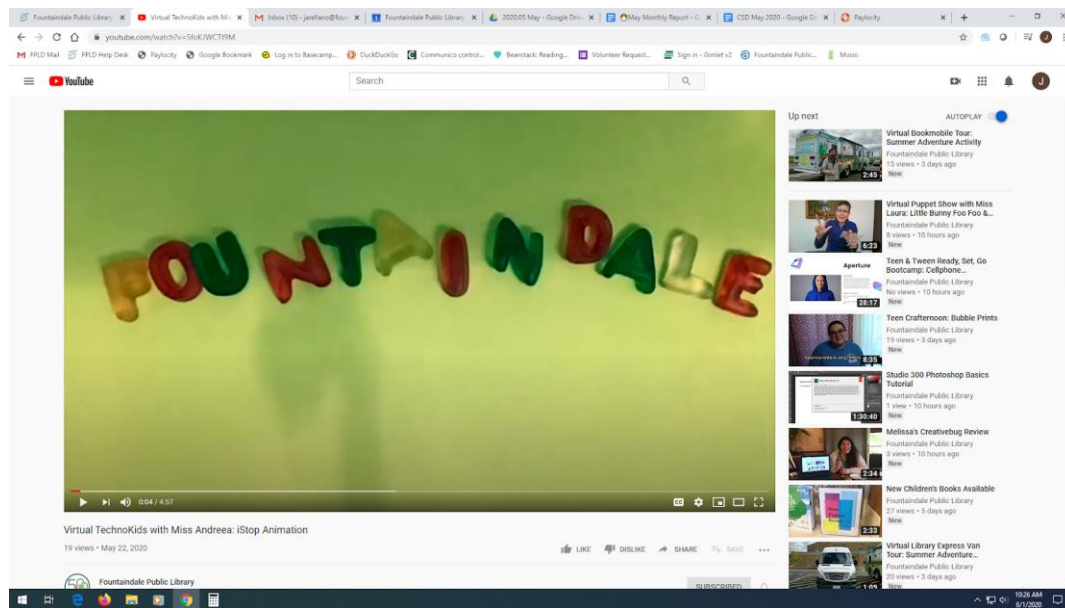 Fountaindale Public Library
Virtual TechnoKids with Mi
Inbox (10) - jarellano@foun
Fountaindale Public Library
2020.05 May - Google Driv
May Monthly Report - G
CSD May 2020 - Google Do
Paylocity
youtube.com/watch?v=5foKJWCTt9M
FPLD Mail
FPLD Help Desk
Paylocity
Google Bookmark
Log in to Basecamp...
DuckDuckGo
Communico control...
Beanstack: Reading...
Volunteer Request...
Sign in - Gimlet v2
Fountaindale Public...
Mosio
YouTube
Search
J
FOUNTAINDALE
0:04 / 4:57
Virtual TechnoKids with Miss Andreea: iStop Animation
19 views • May 22, 2020
LIKE DISLIKE SHARE SAVE
Fountaindale Public Library
SUBSCRIBED
Up next
AUTOPLAY
Virtual Bookmobile Tour:
Summer Adventure Activity
Fountaindale Public Library
15 views • 3 days ago
New
2:45
Virtual Puppet Show with Miss
Laura: Little Bunny Foo Foo &...
Fountaindale Public Library
8 views • 10 hours ago
New
6:23
Aperture
Teen & Tween Ready, Set, Go
Bootcamp: Cellphone...
Fountaindale Public Library
No views • 10 hours ago
New
28:17
Teen Crafternoon: Bubble Prints
Fountaindale Public Library
19 views • 3 days ago
New
8:35
Studio 300 Photoshop Basics
Tutorial
Fountaindale Public Library
1 view • 10 hours ago
New
1:30:40
Melissa's Creativebug Review
Fountaindale Public Library
3 views • 10 hours ago
New
2:34
New Children's Books Available
Fountaindale Public Library
27 views • 5 days ago
New
2:33
Virtual Library Express Van
Tour: Summer Adventure...
Fountaindale Public Library
20 views • 3 days ago
New
1:09
10:26 AM
6/1/2020